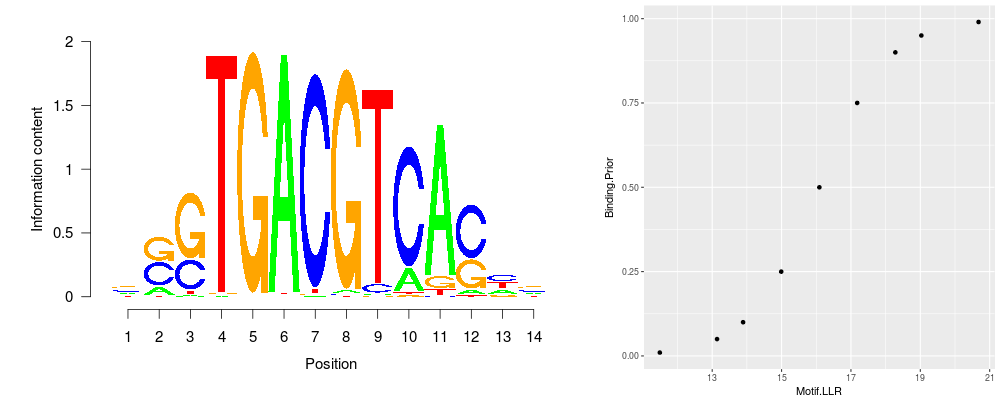 2
1.5
1
0.5
0
Information content
TGACGTCAC
GGCCAGG
1 2 3 4 5 6 7 8 9 10 11 12 13 14
Position
1.00
0.75
0.50
0.25
0.00
Binding.Prior
13 15 17 19 21
Motif.LLR